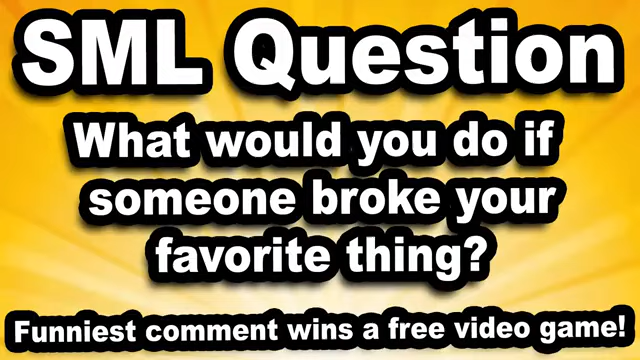 SML Question
What would you do if
someone broke your
favorite thing?
Funniest comment wins a free video game!